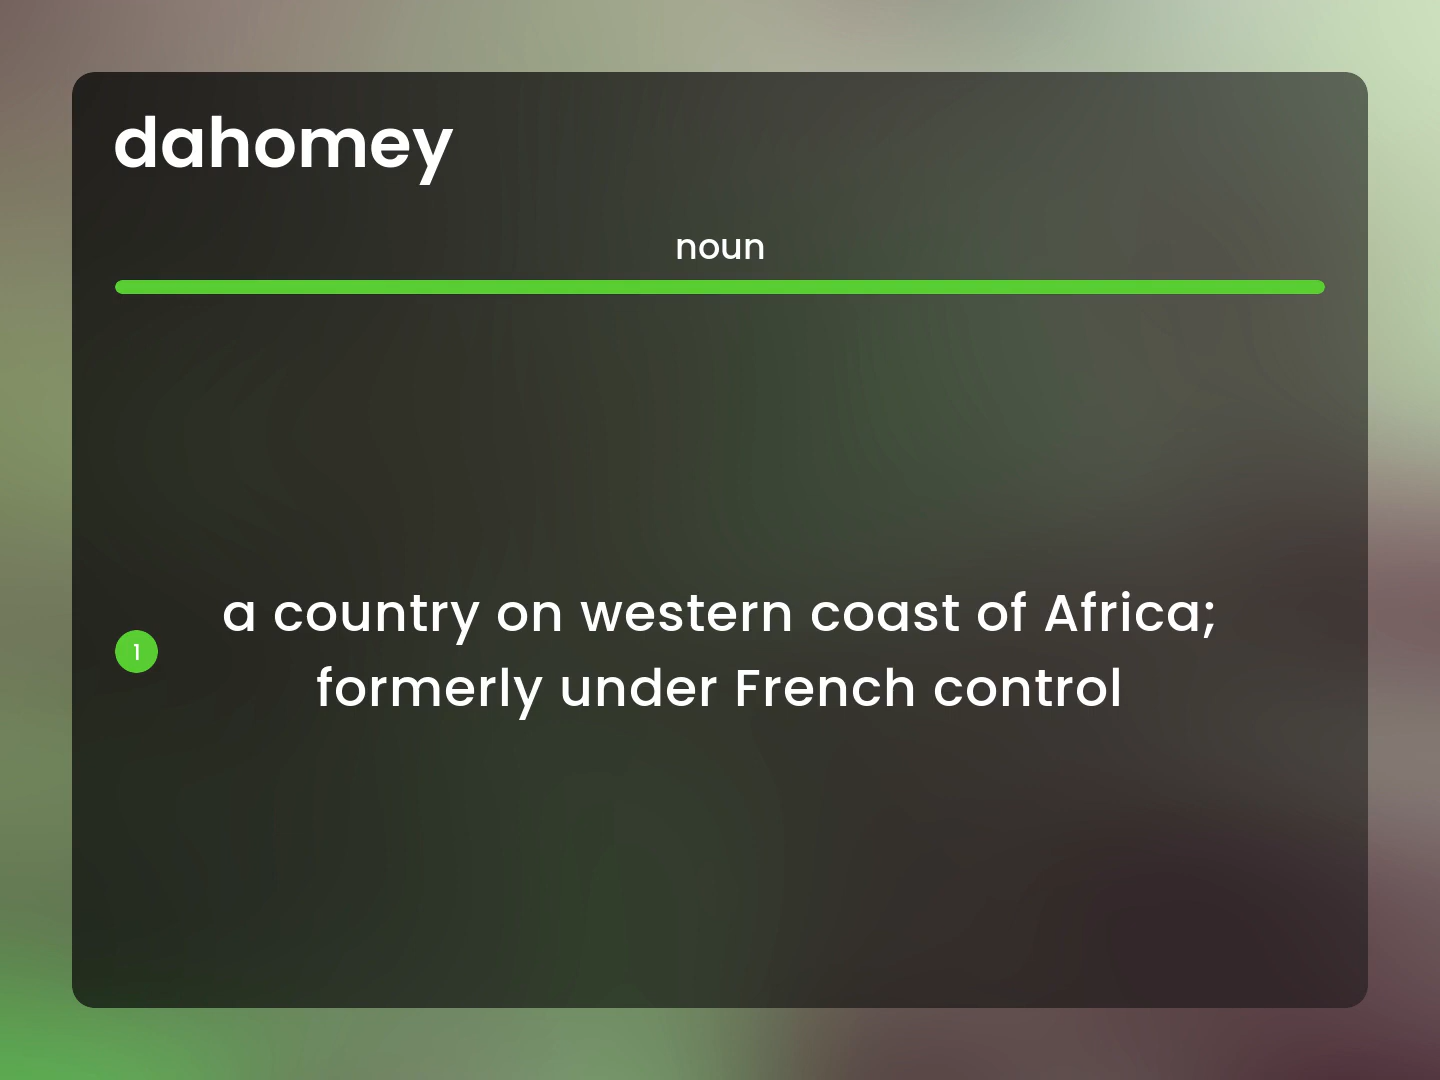 dahomey
noun
1
a country on western coast of Africa;
formerly under French control